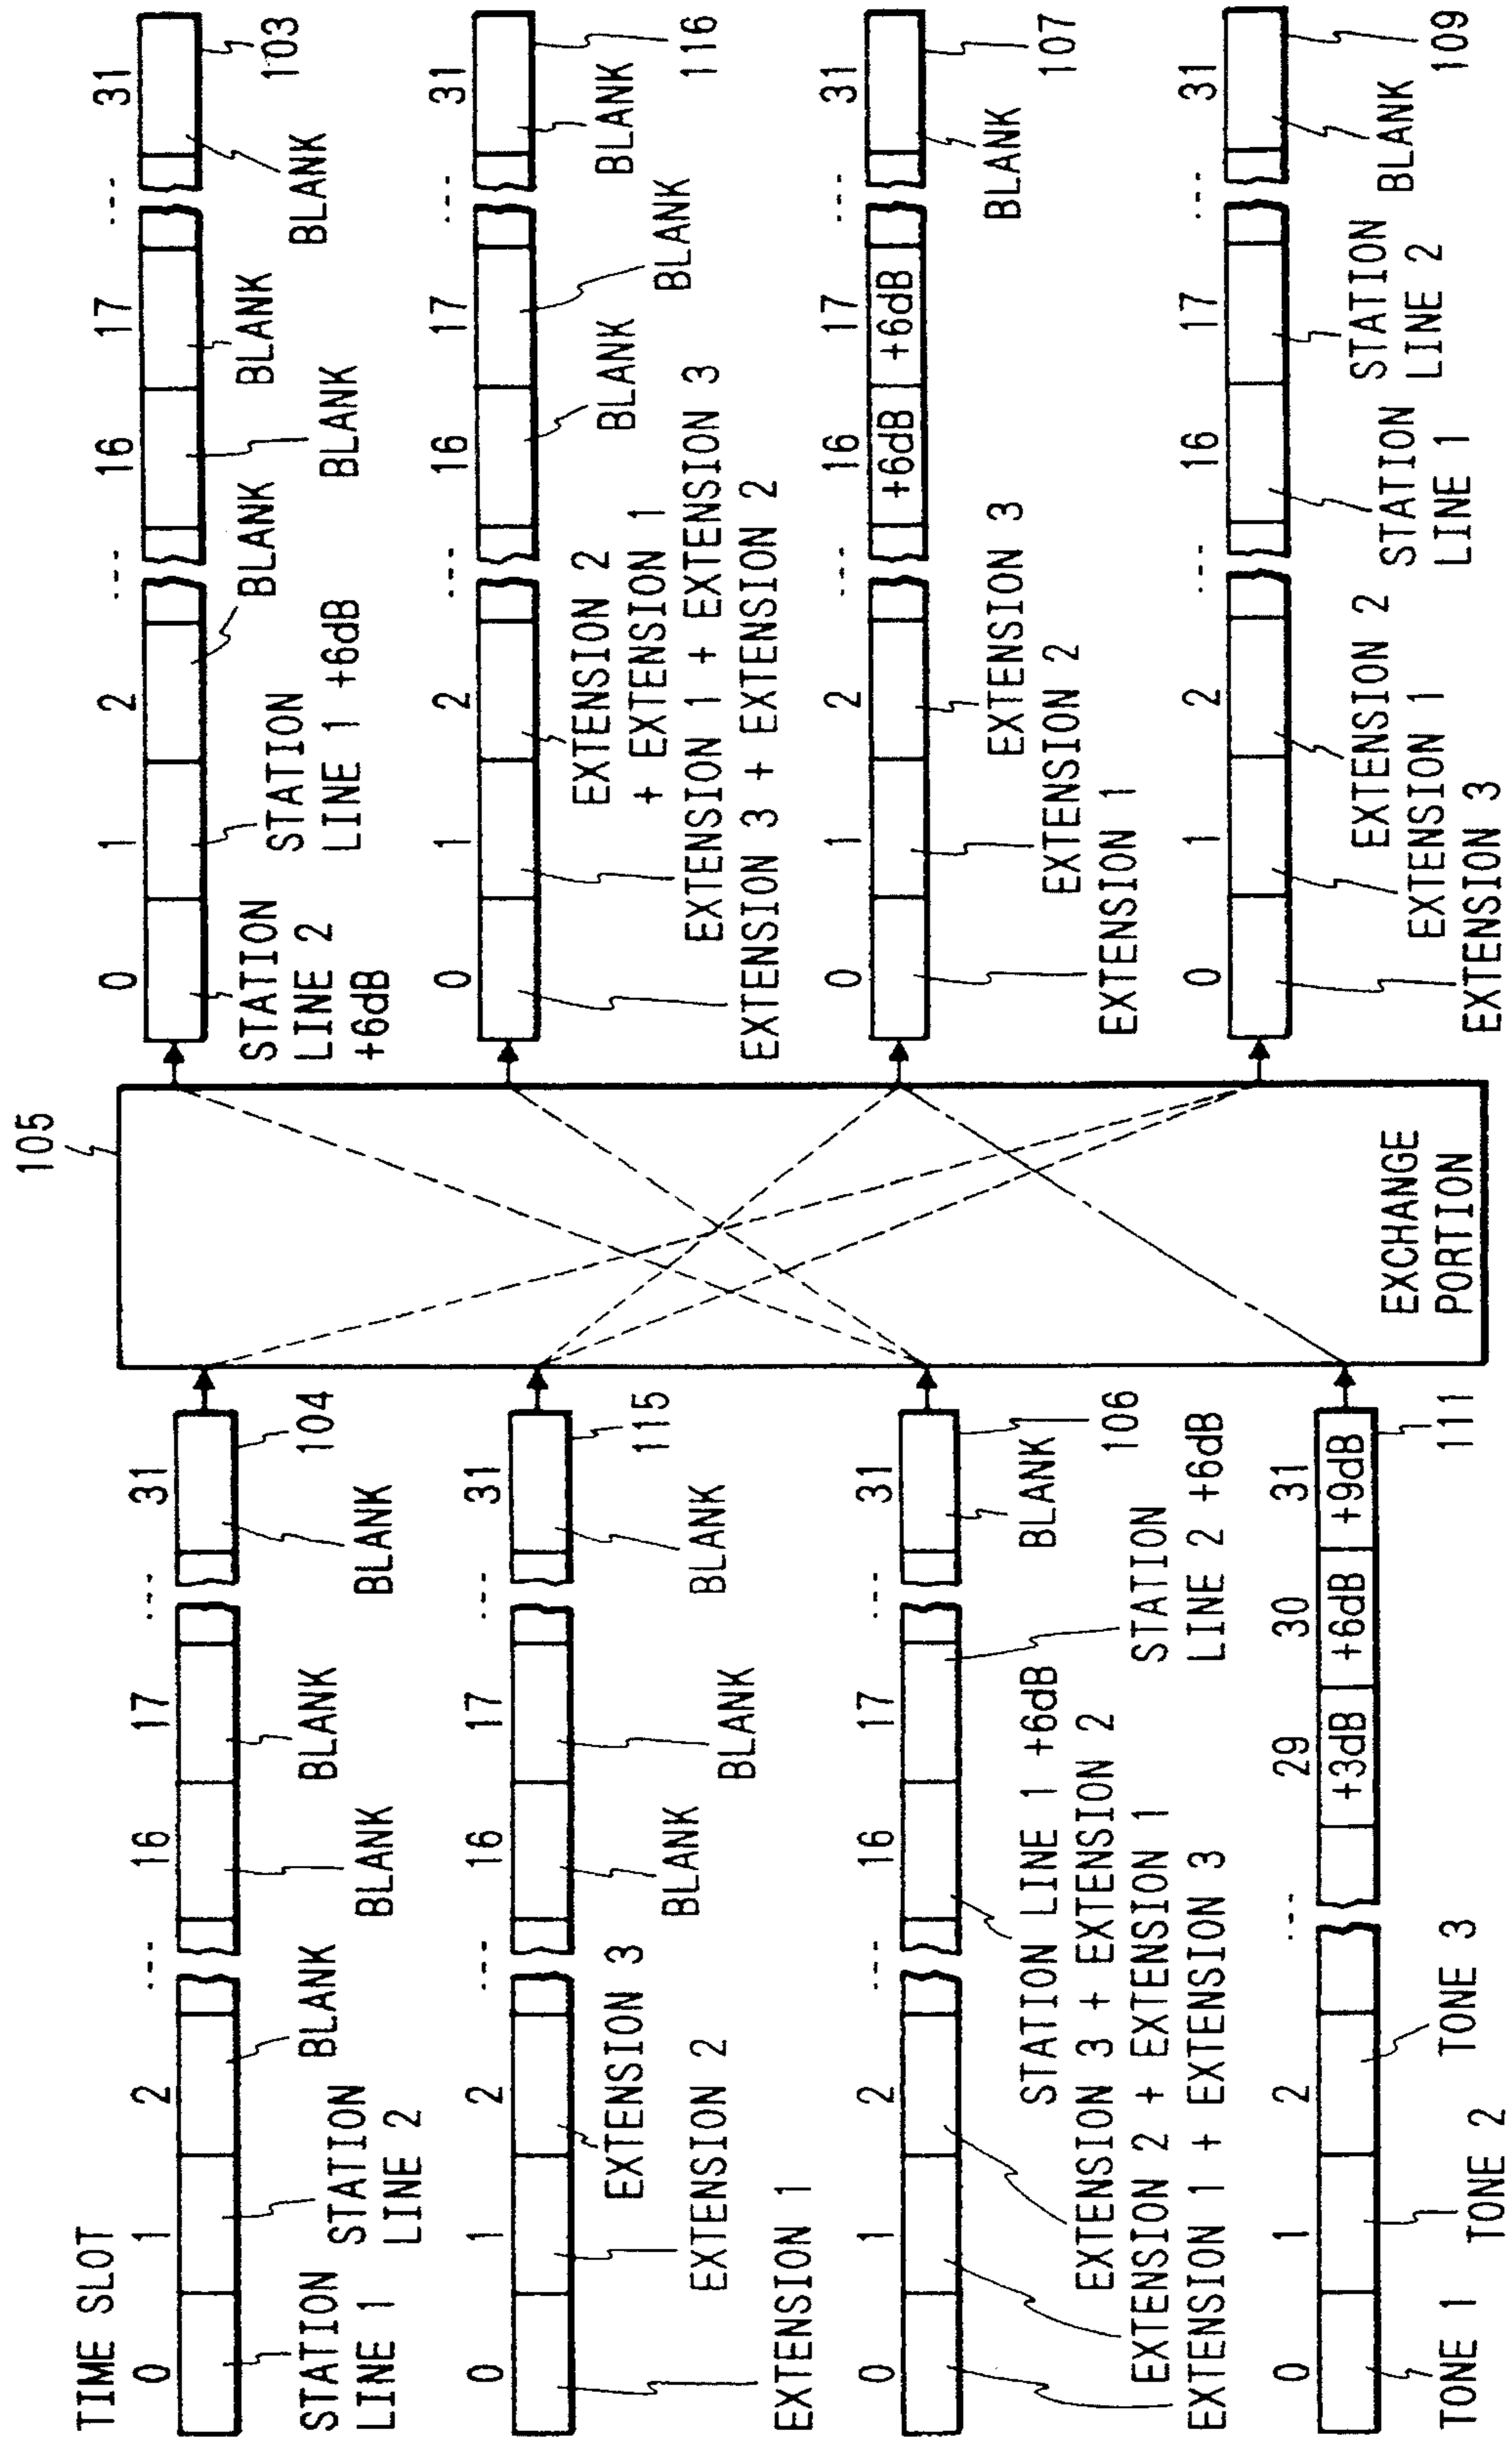 TIME SLOT
0 1 2 --- 16 17 --- 31
104
STATION
LINE 1
STATION
LINE 2
BLANK
BLANK
BLANK
BLANK
0 1 2 --- 16 17 --- 31
115
EXTENSION 1
EXTENSION 2
EXTENSION 3
BLANK
BLANK
BLANK
0 1 2 --- 16 17 --- 31
106
BLANK
STATION LINE 1 +6dB
STATION
LINE 2 +6dB
EXTENSION 3 + EXTENSION 2
EXTENSION 2 + EXTENSION 1
EXTENSION 1 + EXTENSION 3
0 1 2 --- 29 30 31
+3dB +6dB +9dB
111
TONE 1
TONE 2
TONE 3
105
EXCHANGE
PORTION
0 1 2 --- 16 17 --- 31
103
STATION
LINE 2
+6dB
STATION
LINE 1 +6dB
BLANK
BLANK
BLANK
BLANK
0 1 2 --- 16 17 --- 31
116
EXTENSION 2
+ EXTENSION 1
EXTENSION 1 + EXTENSION 3
EXTENSION 3 + EXTENSION 2
BLANK
BLANK
BLANK
0 1 2 --- 16 17 --- 31
+6dB +6dB
107
BLANK
EXTENSION 3
EXTENSION 2
EXTENSION 1
0 1 2 --- 16 17 --- 31
109
EXTENSION 2
EXTENSION 1
EXTENSION 3
STATION
LINE 1
STATION
LINE 2
BLANK